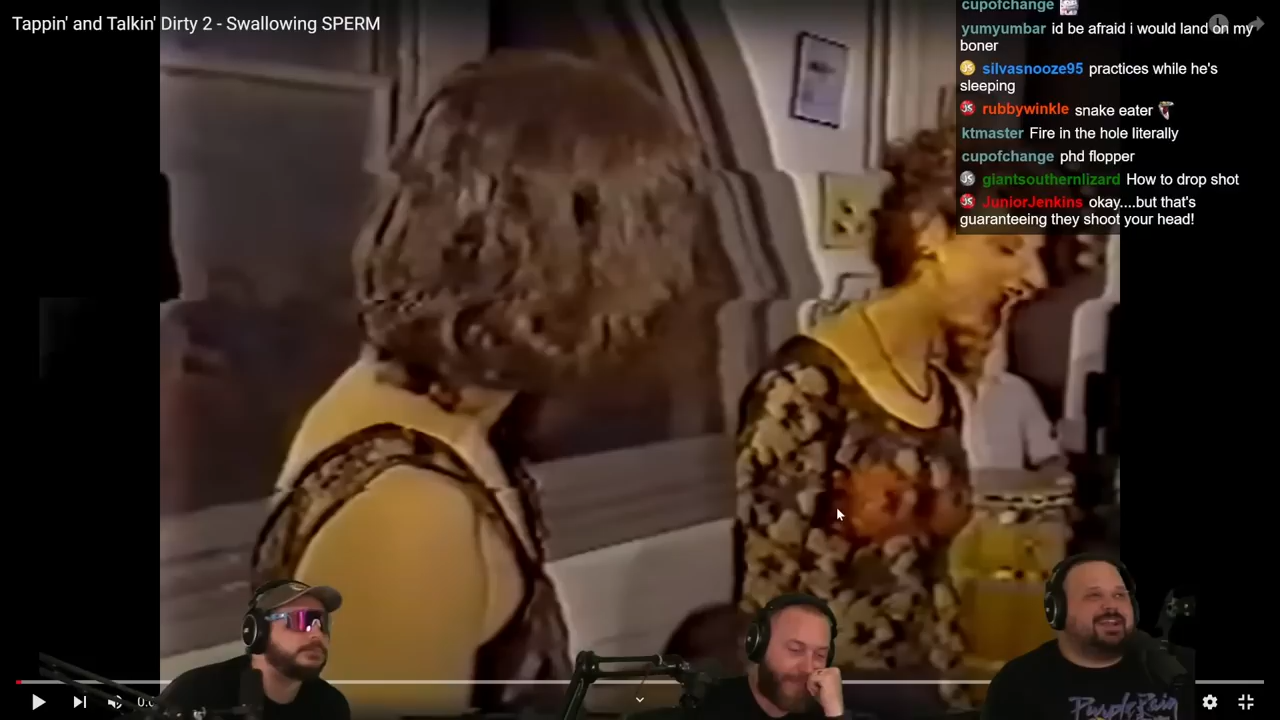 Tappin' and Talkin' Dirty 2 - Swallowing SPERM
cupofchange
yumyumbar id be afraid i would land on my
boner
silvasnooze95 practices while he's
sleeping
rubbywinkle snake eater
ktmaster Fire in the hole literally
cupofchange phd flopper
giantsouthernlizard How to drop shot
JuniorJenkins okay....but that's
guaranteeing they shoot your head!
Purple Rain